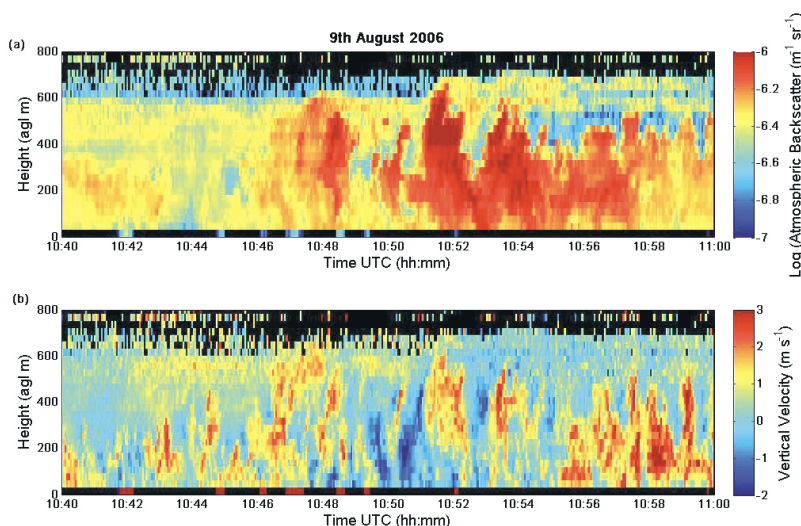 9th August 2006
(a)
800
600
400
200
0
Height (agl m)
10:40 10:42 10:44 10:46 10:48 10:50 10:52 10:54 10:56 10:58 11:00
Time UTC (hh:mm)
-6
-6.2
-6.4
-6.6
-6.8
-7
Log (Atmospheric Backscatter (m⁻¹ sr⁻¹)
(b)
800
600
400
200
0
Height (agl m)
10:40 10:42 10:44 10:46 10:48 10:50 10:52 10:54 10:56 10:58 11:00
Time UTC (hh:mm)
3
2
1
0
-1
-2
Vertical Velocity (m s⁻¹)